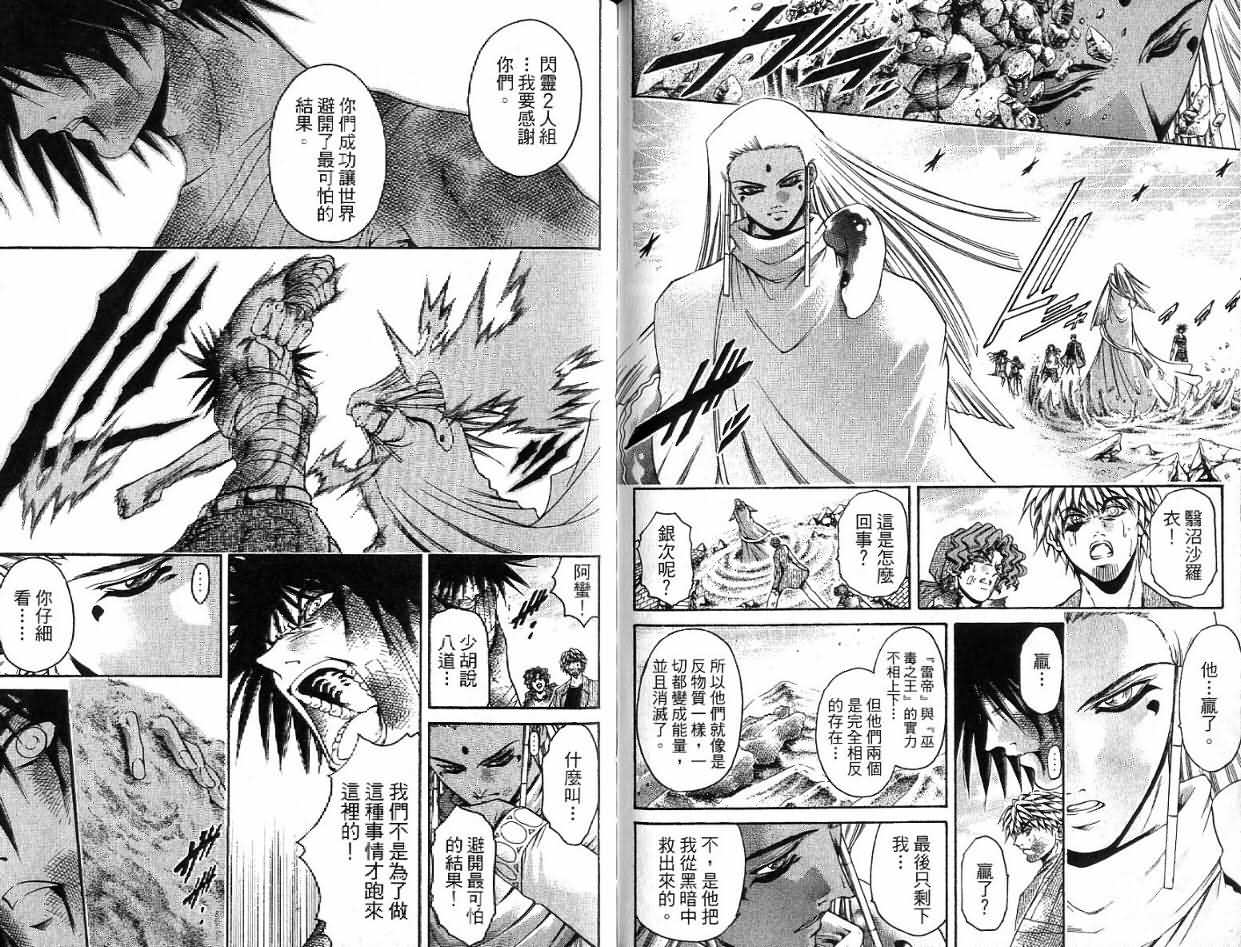 翳沼沙羅
衣！
這是怎麼
回事？
銀次呢？
他…贏了。
贏…
……
贏了？
『雷帝』與『巫
毒之王』的實力
不相上下…
但他們兩個
是完全相反
的存在…
所以他們就像是
反物質一樣，一
切都變成能量，
並且消滅了。
最後只剩下
我…
不，是他把
我從黑暗中
救出來的。
閃靈2人組
…我要感謝
你們。
你們成功讓世界
避開了最可怕的
結果。
阿蠻！
少胡說
八道…
什麼叫…
……
避開最可怕
的結果！
我們不是為了做
這種事情才跑來
這裡的！
……
你仔細
看……